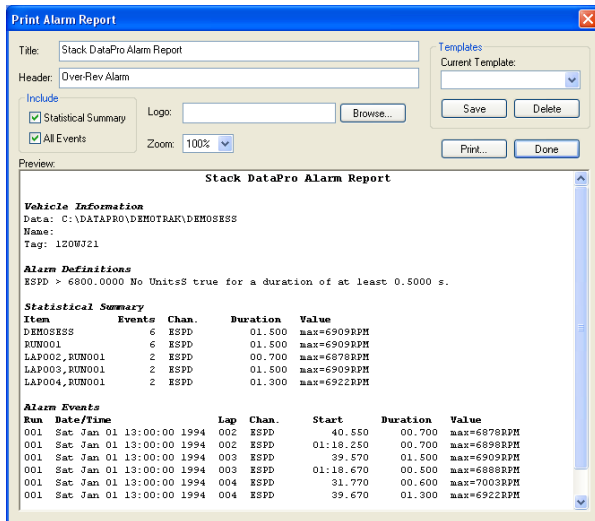 Print Alarm Report
Title: Stack DataPro Alarm Report
Header: Over-Rev Alarm
Templates
Current Template:
Save Delete
Include
Statistical Summary
All Events
Logo: Browse...
Zoom: 100%
Print... Done
Preview:
Stack DataPro Alarm Report
Vehicle Information
Data: C:\DATAPRO\DEMOTRAK\DEMOSESS
Name:
Tag: 1Z0WJ21
Alarm Definitions
ESPD > 6800.0000 No UnitsS true for a duration of at least 0.5000 s.
Statistical Summary
Item Events Chan. Duration Value
DEMOSESS 6 ESPD 01.500 max=6909RPM
RUN001 6 ESPD 01.500 max=6909RPM
LAP002,RUN001 2 ESPD 00.700 max=6878RPM
LAP003,RUN001 2 ESPD 01.500 max=6909RPM
LAP004,RUN001 2 ESPD 01.300 max=6922RPM
Alarm Events
Run Date/Time Lap Chan. Start Duration Value
001 Sat Jan 01 13:00:00 1994 002 ESPD 40.550 00.700 max=6878RPM
001 Sat Jan 01 13:00:00 1994 002 ESPD 01:18.250 00.700 max=6898RPM
001 Sat Jan 01 13:00:00 1994 003 ESPD 39.570 01.500 max=6909RPM
001 Sat Jan 01 13:00:00 1994 003 ESPD 01:18.670 00.500 max=6888RPM
001 Sat Jan 01 13:00:00 1994 004 ESPD 31.770 00.600 max=7003RPM
001 Sat Jan 01 13:00:00 1994 004 ESPD 39.670 01.300 max=6922RPM